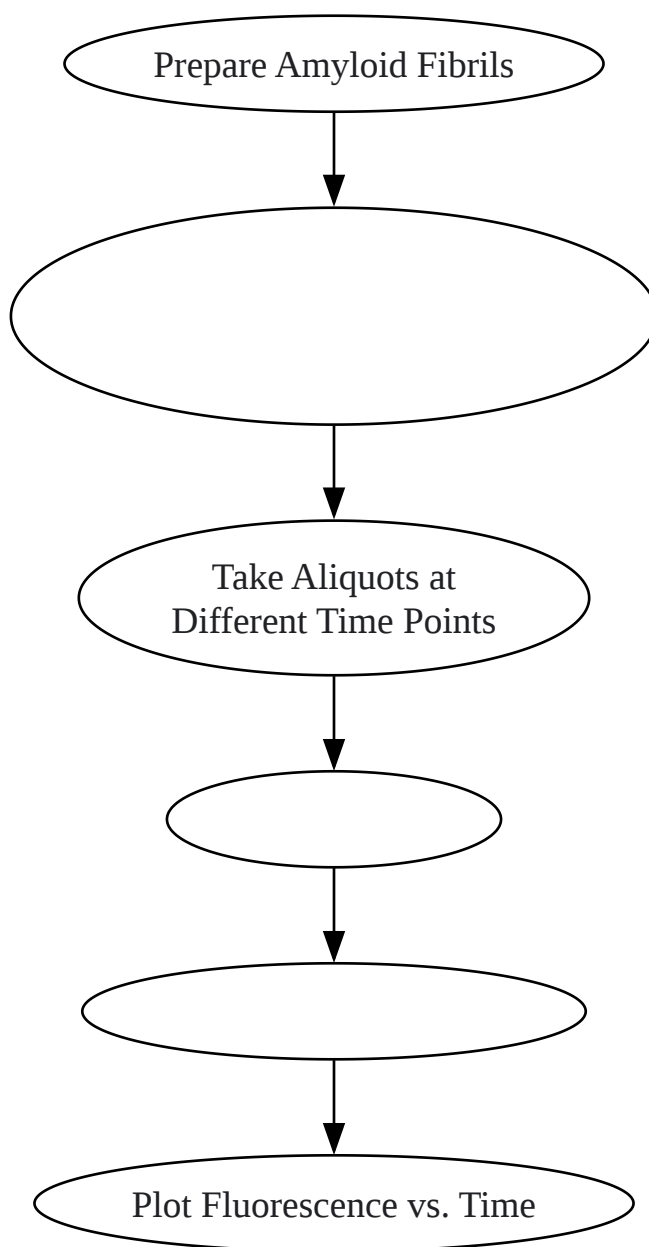 Prepare Amyloid Fibrils
Take Aliquots at
Different Time Points
Plot Fluorescence vs. Time